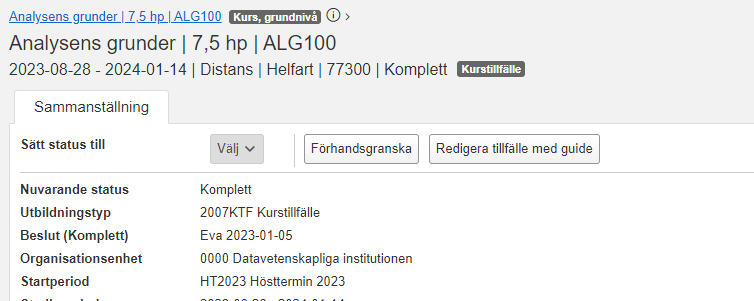 Analysens grunder | 7,5 hp | ALG100 Kurs, grundnivå
Analysens grunder | 7,5 hp | ALG100
2023-08-28 - 2024-01-14 | Distans | Helfart | 77300 | Komplett Kurstillfälle
Sammanställning
Sätt status till Välj Förhandsgranska Redigera tillfälle med guide
Nuvarande status Komplett
Utbildningstyp 2007KTF Kurstillfälle
Beslut (Komplett) Eva 2023-01-05
Organisationsenhet 0000 Datavetenskapliga institutionen
Startperiod HT2023 Hösttermin 2023